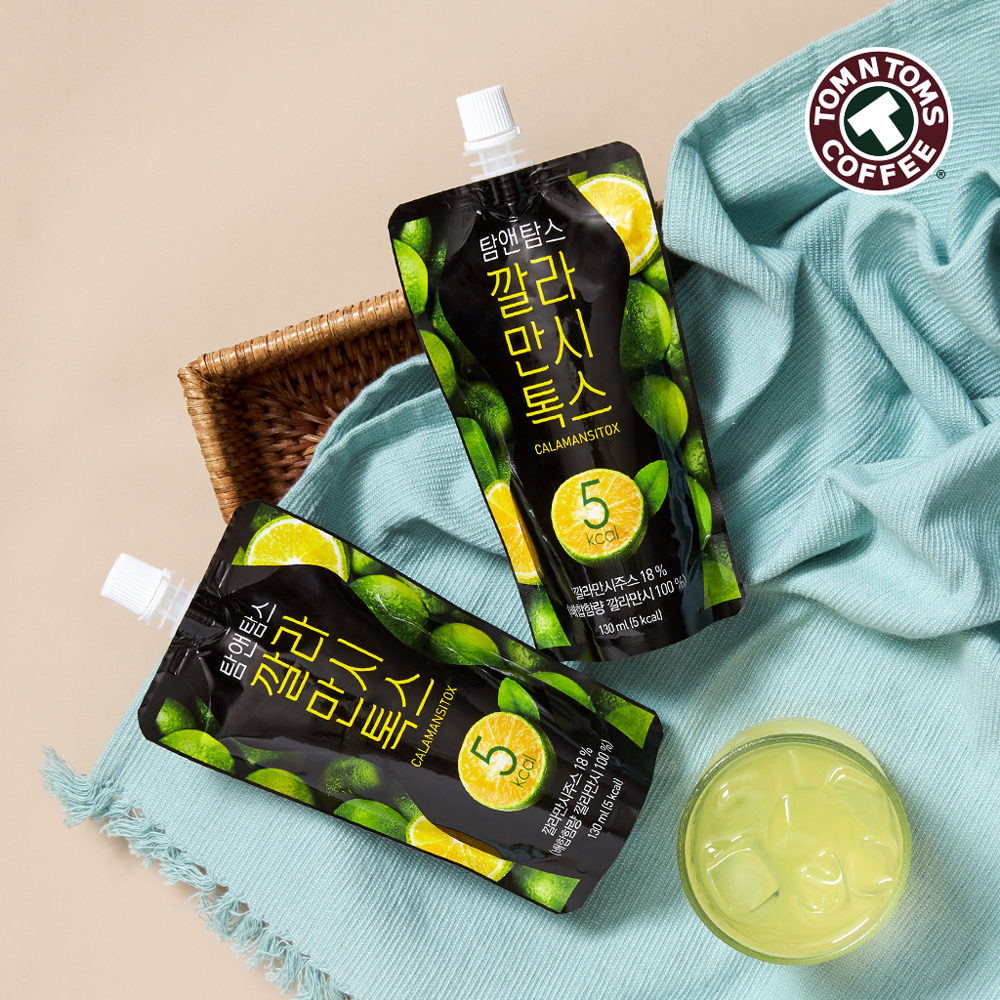 TOM N TOMS
COFFEE
®
탐앤탐스
깔라
만시
톡스
CALAMANSITOX
5
kcal
깔라만시주스 18 %
(배합함량 깔라만시 100 %)
130 ml (5 kcal)
탐앤탐스
깔라
만시
톡스
CALAMANSITOX
5
kcal
깔라만시주스 18 %
(배합함량 깔라만시 100 %)
130 ml (5 kcal)